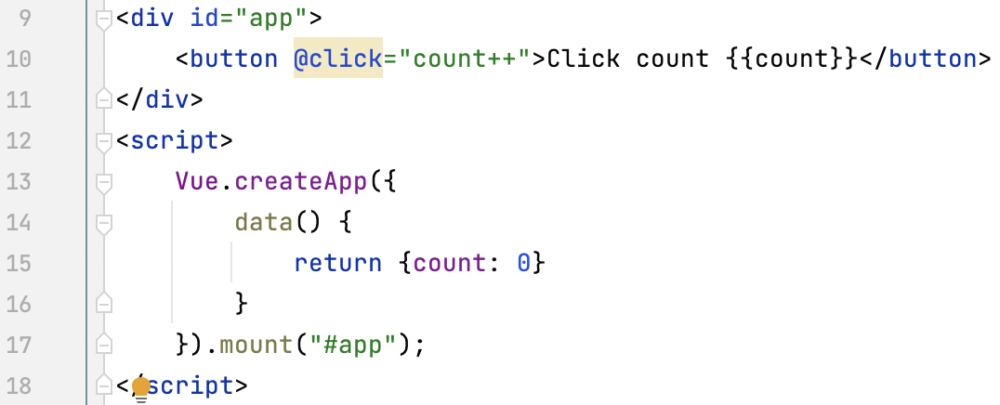 9 <div id="app">
10     <button @click="count++">Click count {{count}}</button>
11 </div>
12 <script>
13     Vue.createApp({
14         data() {
15             return {count: 0}
16         }
17     }).mount("#app");
18 </script>